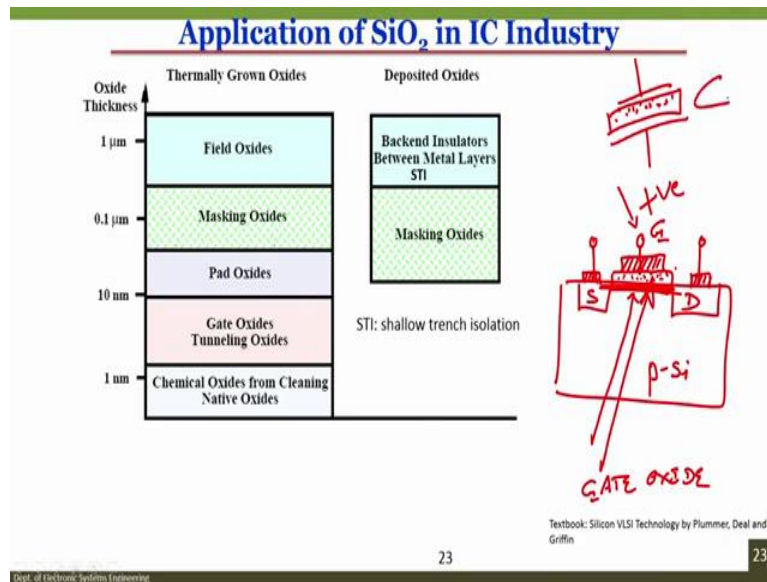 Application of SiO2 in IC Industry
Thermally Grown Oxides
Deposited Oxides
Oxide
Thickness
1 μm
0.1 μm
10 nm
1 nm
Field Oxides
Masking Oxides
Pad Oxides
Gate Oxides
Tunneling Oxides
Chemical Oxides from Cleaning
Native Oxides
Backend Insulators
Between Metal Layers
STI
Masking Oxides
STI: shallow trench isolation
C
+ve
G
S
D
p-Si
GATE OXIDE
Textbook: Silicon VLSI Technology by Plummer, Deal and
Griffin
23
23
Dept. of Electronic Systems Engineering